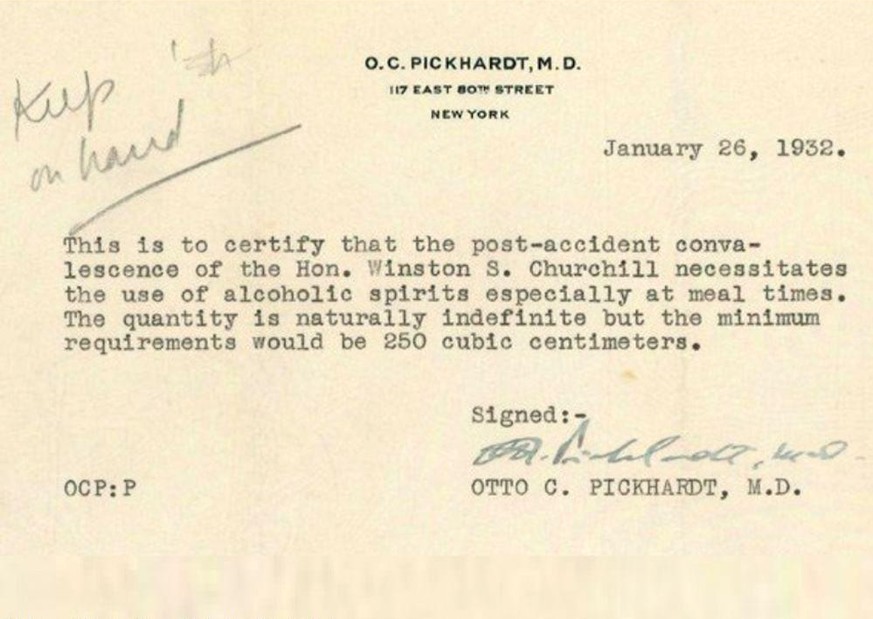 Keep
on hand
O. C. PICKHARDT, M. D.
117 EAST 80TH STREET
NEW YORK
January 26, 1932.
This is to certify that the post-accident conva-
lescence of the Hon. Winston S. Churchill necessitates
the use of alcoholic spirits especially at meal times.
The quantity is naturally indefinite but the minimum
requirements would be 250 cubic centimeters.
Signed:-
OCP:P
OTTO C. PICKHARDT, M.D.